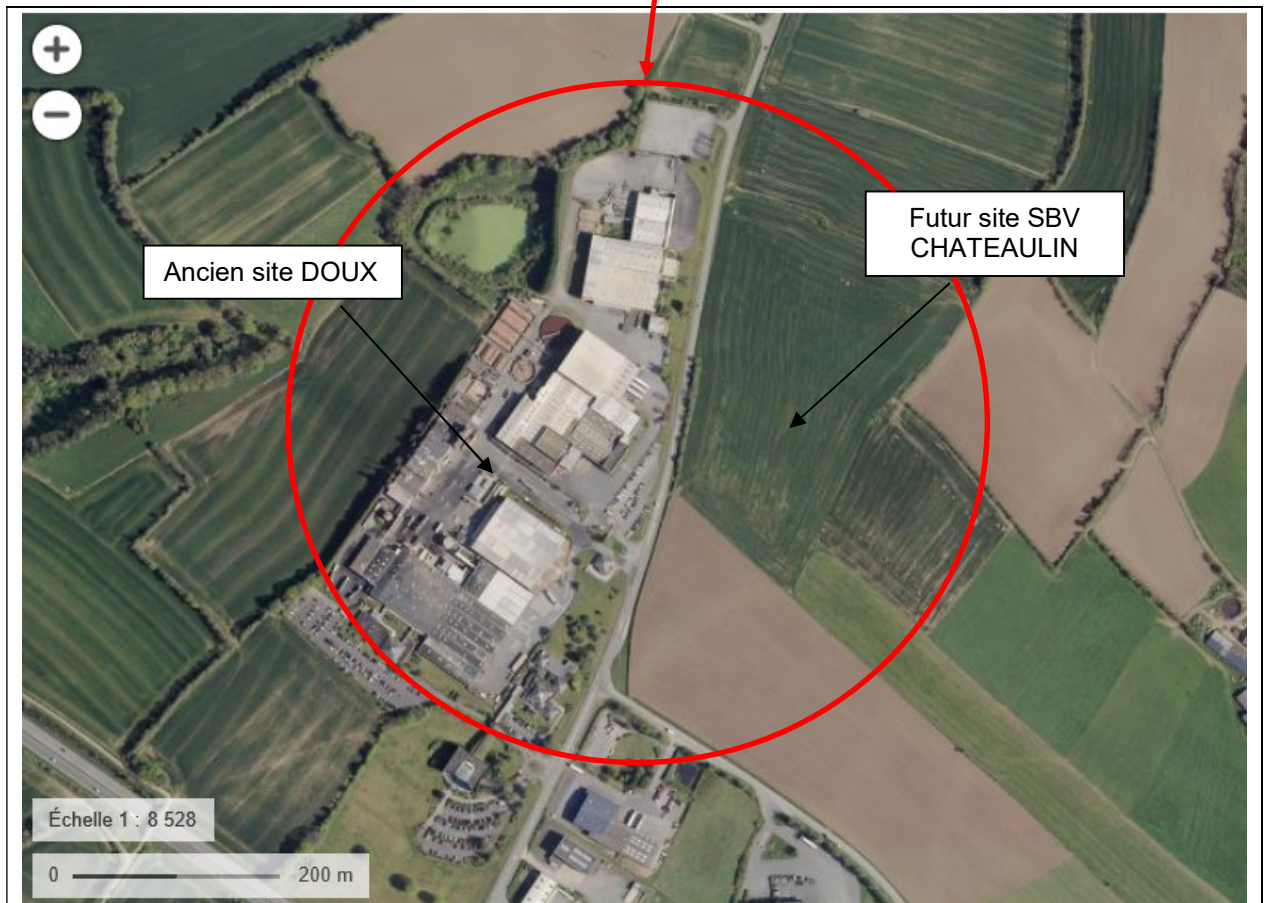 +
−
Ancien site DOUX
Futur site SBV
CHATEAULIN
Échelle 1 : 8 528
0 200 m